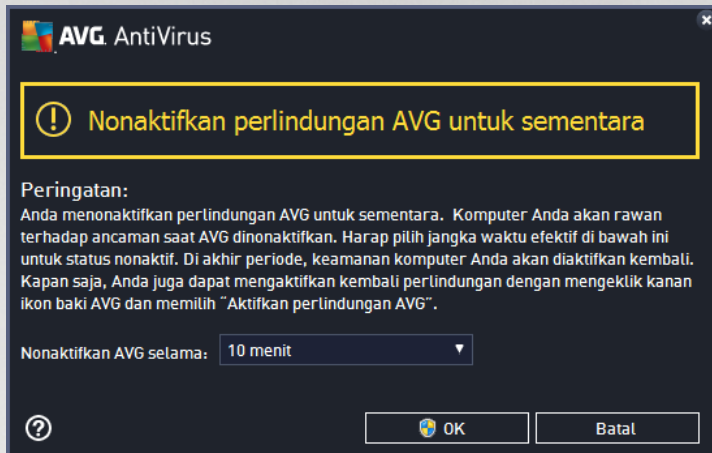 AVG. AntiVirus
Nonaktifkan perlindungan AVG untuk sementara
Peringatan:
Anda menonaktifkan perlindungan AVG untuk sementara. Komputer Anda akan rawan
terhadap ancaman saat AVG dinonaktifkan. Harap pilih jangka waktu efektif di bawah ini
untuk status nonaktif. Di akhir periode, keamanan komputer Anda akan diaktifkan kembali.
Kapan saja, Anda juga dapat mengaktifkan kembali perlindungan dengan mengeklik kanan
ikon baki AVG dan memilih "Aktifkan perlindungan AVG".
Nonaktifkan AVG selama: 10 menit
OK Batal